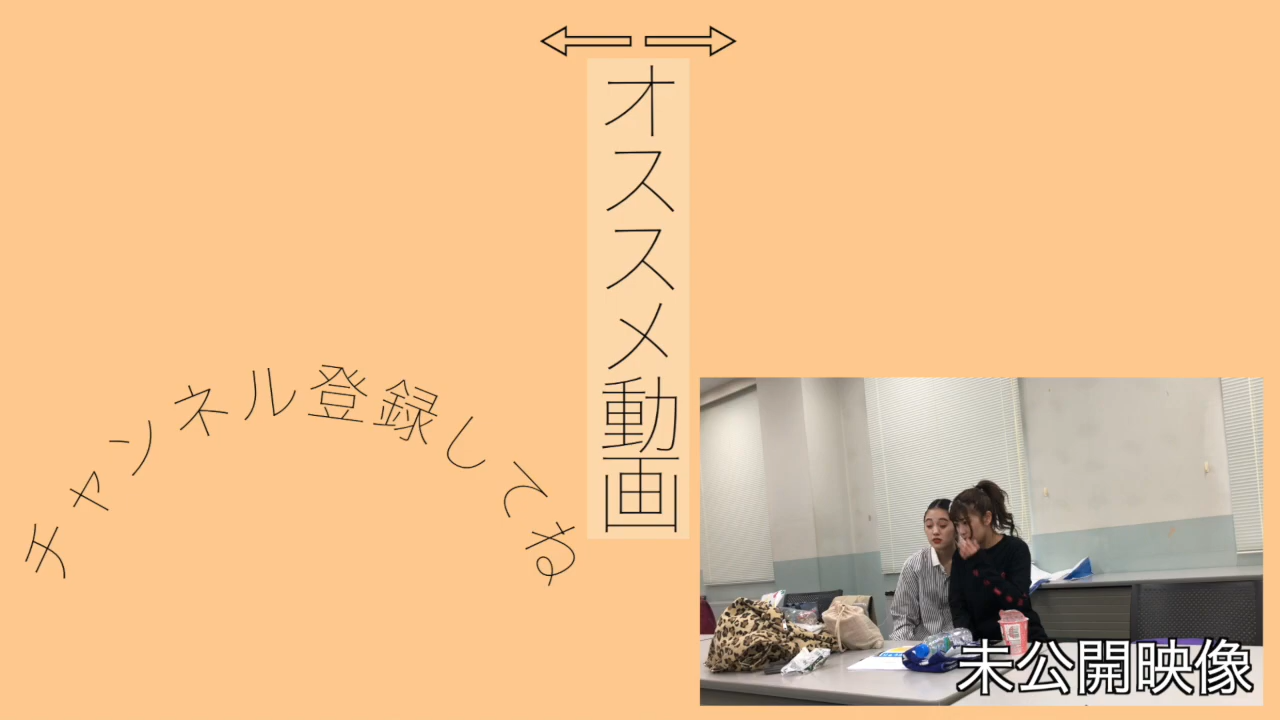 オススメ動画
チャンネル登録してね
未公開映像